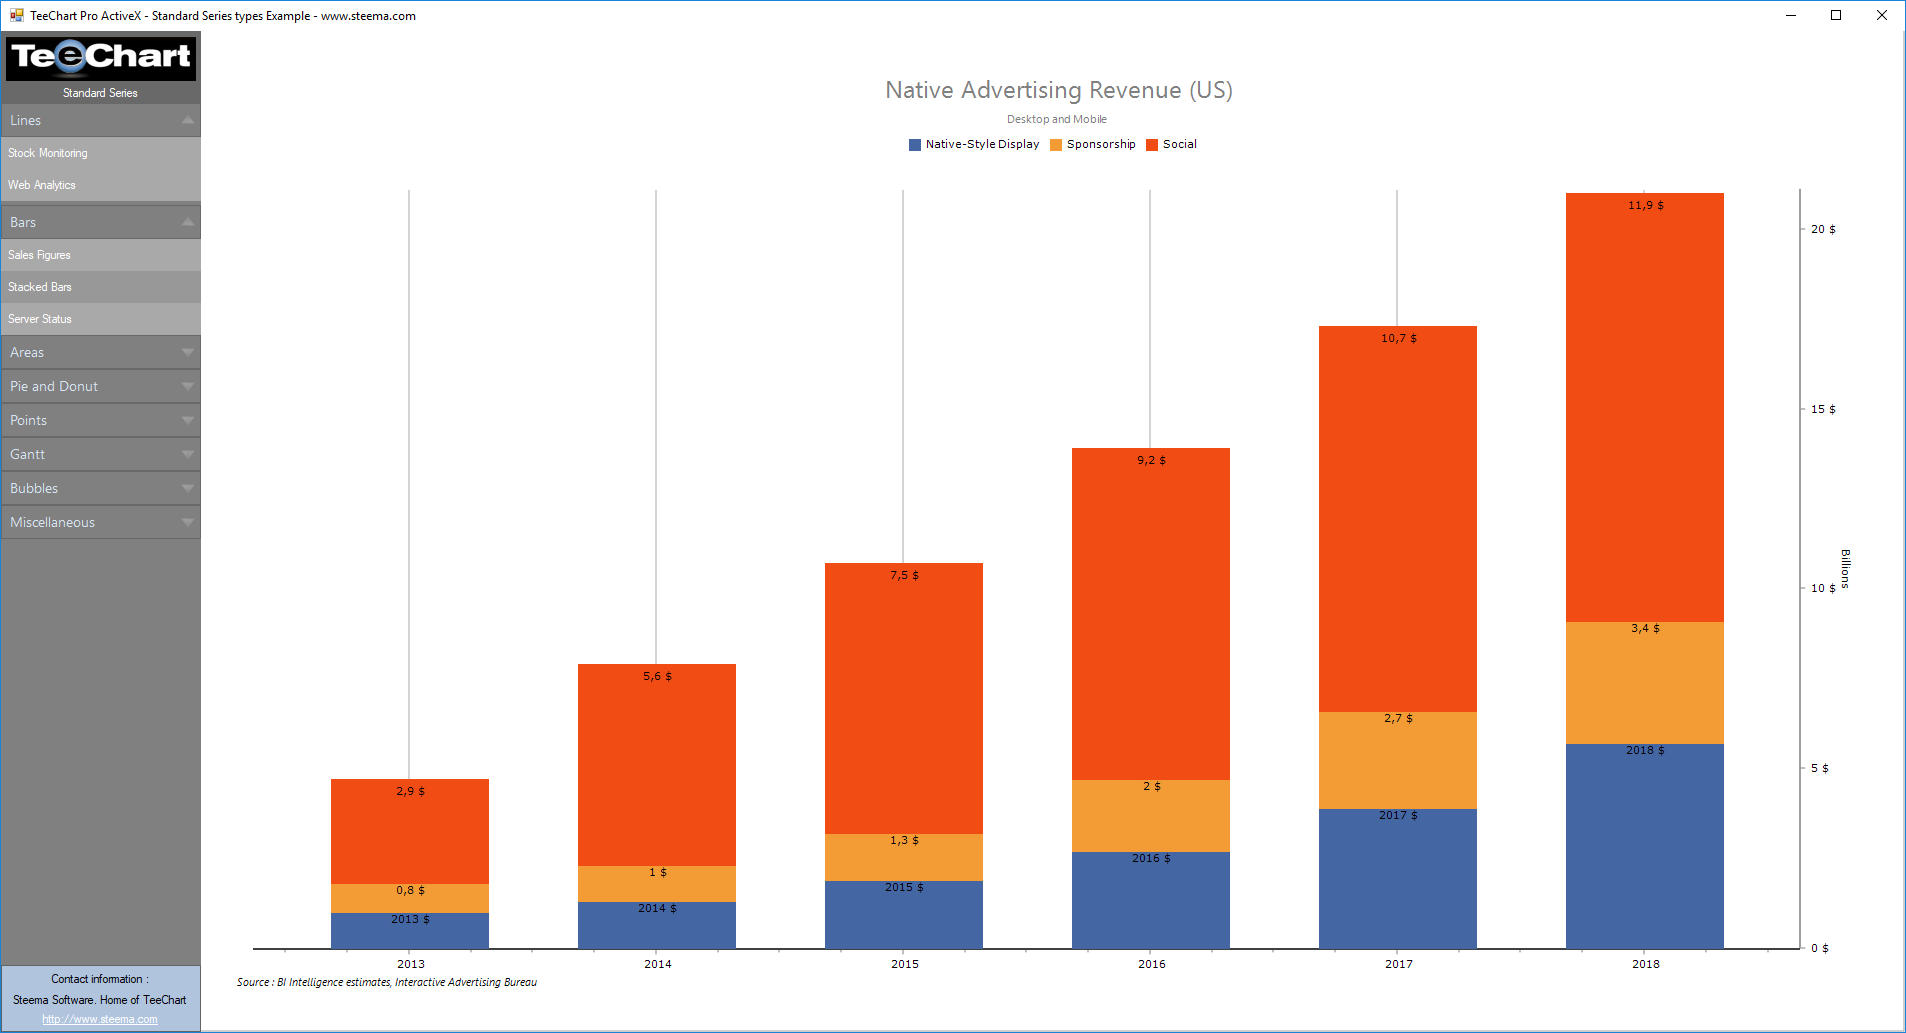 TeeChart Pro ActiveX - Standard Series types Example - www.steema.com
TeeChart
Standard Series
Lines
Stock Monitoring
Web Analytics
Bars
Sales Figures
Stacked Bars
Server Status
Areas
Pie and Donut
Points
Gantt
Bubbles
Miscellaneous
Contact information :
Steema Software. Home of TeeChart
http://www.steema.com
Native Advertising Revenue (US)
Desktop and Mobile
Native-Style Display Sponsorship Social
11,9 $
20 $
10,7 $
15 $
9,2 $
7,5 $
Billions
10 $
3,4 $
5,6 $
2,7 $
2018 $
5 $
2 $
2,9 $
2017 $
1,3 $
2016 $
1 $
2015 $
0,8 $
2014 $
2013 $
0 $
2013 2014 2015 2016 2017 2018
Source : BI Intelligence estimates, Interactive Advertising Bureau